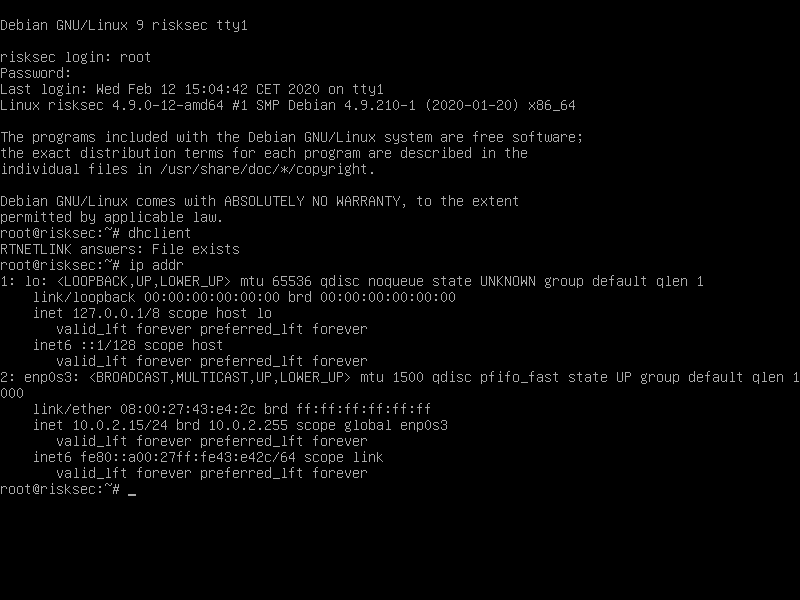 Debian GNU/Linux 9 risksec tty1
risksec login: root
Password:
Last login: Wed Feb 12 15:04:42 CET 2020 on tty1
Linux risksec 4.9.0-12-amd64 #1 SMP Debian 4.9.210-1 (2020-01-20) x86_64
The programs included with the Debian GNU/Linux system are free software;
the exact distribution terms for each program are described in the
individual files in /usr/share/doc/*/copyright.
Debian GNU/Linux comes with ABSOLUTELY NO WARRANTY, to the extent
permitted by applicable law.
root@risksec:~# dhclient
RTNETLINK answers: File exists
root@risksec:~# ip addr
1: lo: <LOOPBACK,UP,LOWER_UP> mtu 65536 qdisc noqueue state UNKNOWN group default qlen 1
    link/loopback 00:00:00:00:00:00 brd 00:00:00:00:00:00
    inet 127.0.0.1/8 scope host lo
       valid_lft forever preferred_lft forever
    inet6 ::1/128 scope host
       valid_lft forever preferred_lft forever
2: enp0s3: <BROADCAST,MULTICAST,UP,LOWER_UP> mtu 1500 qdisc pfifo_fast state UP group default qlen 1
000
    link/ether 08:00:27:43:e4:2c brd ff:ff:ff:ff:ff:ff
    inet 10.0.2.15/24 brd 10.0.2.255 scope global enp0s3
       valid_lft forever preferred_lft forever
    inet6 fe80::a00:27ff:fe43:e42c/64 scope link
       valid_lft forever preferred_lft forever
root@risksec:~# _